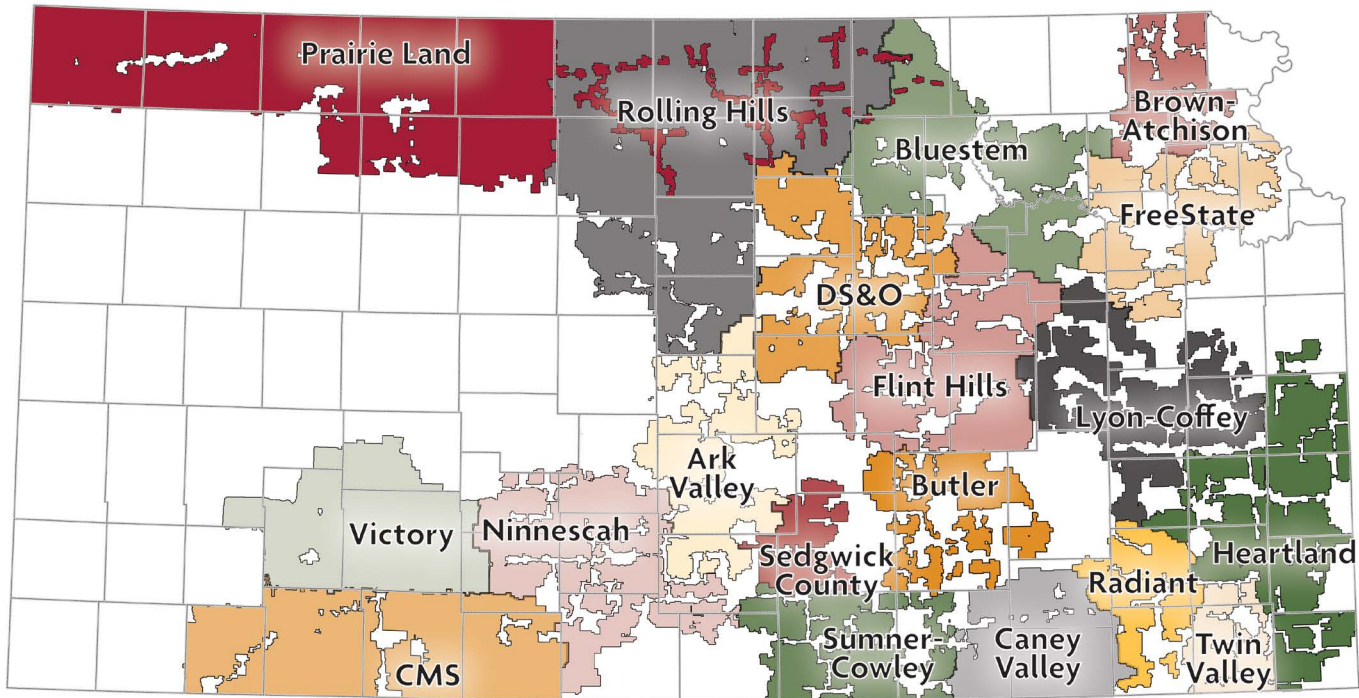 Prairie Land
Rolling Hills
Brown-
Atchison
Bluestem
FreeState
DS&O
Flint Hills
Lyon-Coffey
Ark
Valley
Butler
Victory
Ninnescah
Sedgwick
County
Heartland
Radiant
Sumner-
Cowley
Caney
Valley
Twin
Valley
CMS